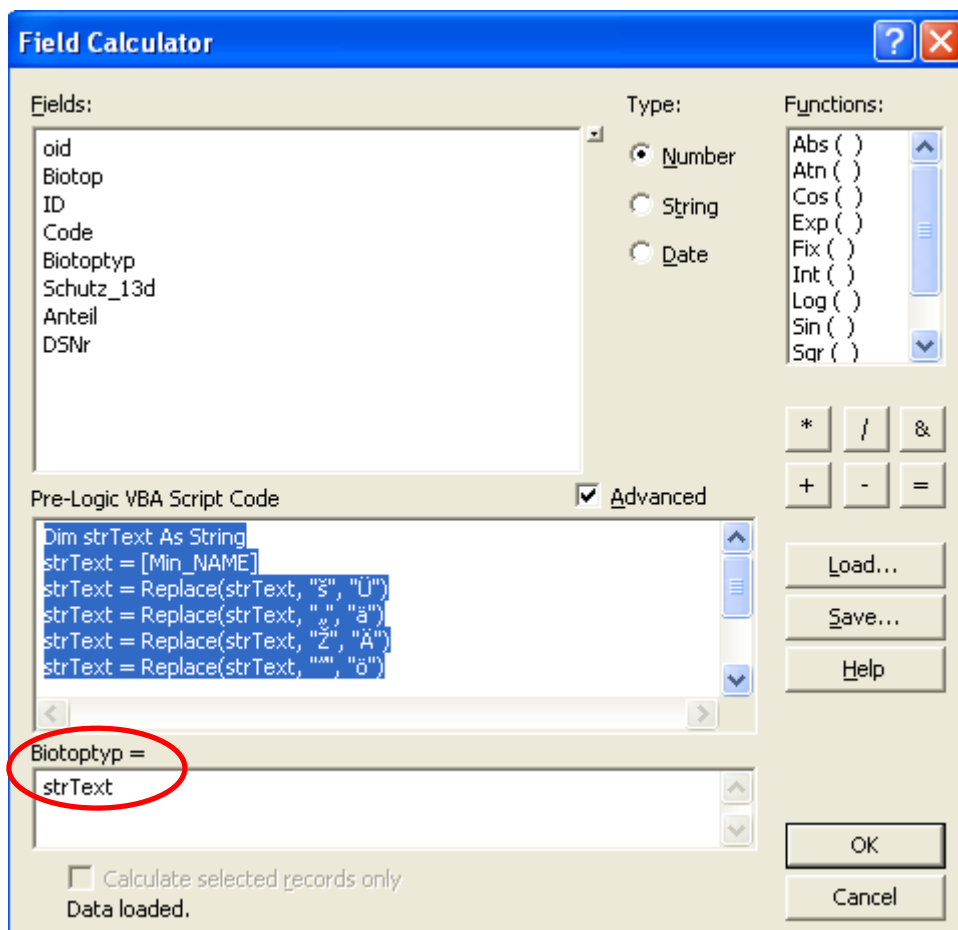 Field Calculator
Fields:
Type:
Functions:
oid
Biotop
ID
Code
Biotoptyp
Schutz_13d
Anteil
DSNr
Number
String
Date
Abs ( )
Atn ( )
Cos ( )
Exp ( )
Fix ( )
Int ( )
Log ( )
Sin ( )
Sqr ( )
* / &
+ - =
Pre-Logic VBA Script Code
Advanced
Dim strText As String
strText = [Min_NAME]
strText = Replace(strText, "š", "Ü")
strText = Replace(strText, "„", "ä")
strText = Replace(strText, "Ž", "Ä")
strText = Replace(strText, "”", "ö")
Load...
Save...
Help
Biotoptyp =
strText
Calculate selected records only
Data loaded.
OK
Cancel